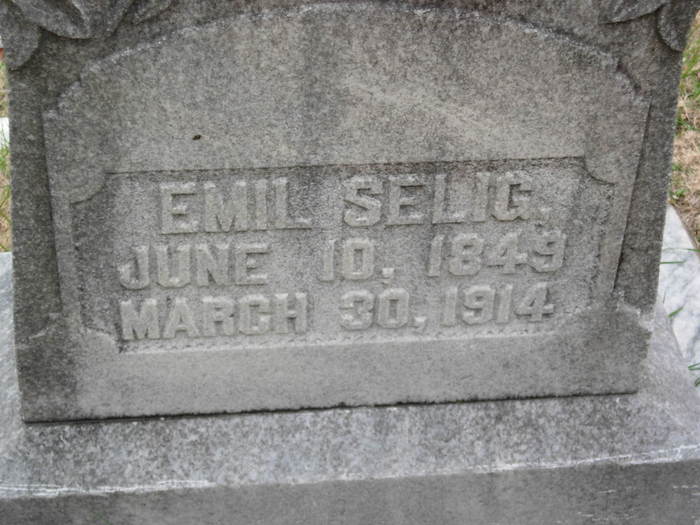 EMIL SELIG,
JUNE 10, 1849
MARCH 30, 1914